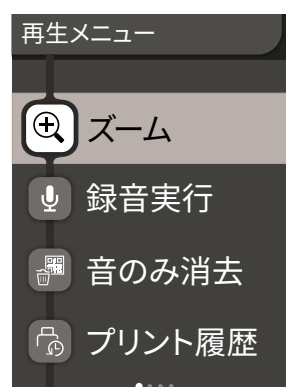 再生メニュー
ズーム
録音実行
音のみ消去
プリント履歴